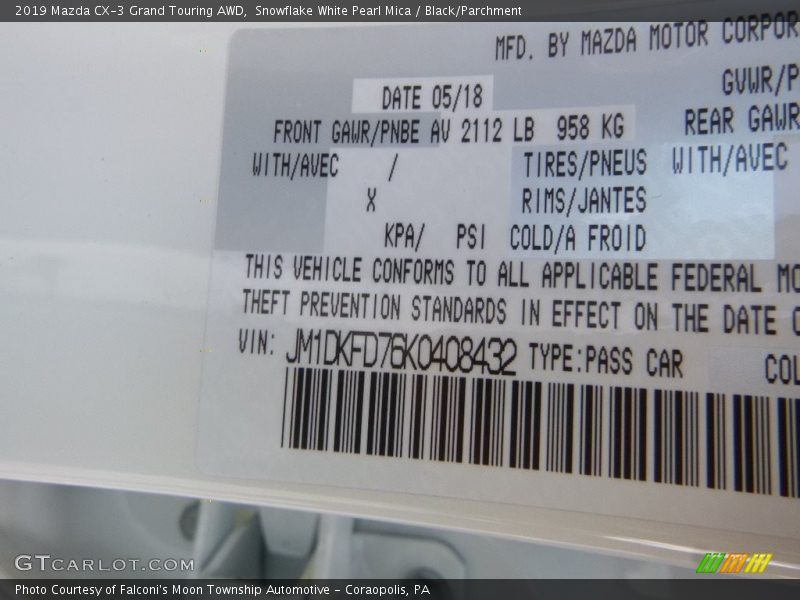 2019 Mazda CX-3 Grand Touring AWD, Snowflake White Pearl Mica / Black/Parchment
MFD. BY MAZDA MOTOR CORPOR
DATE 05/18
GVWR/P
FRONT GAWR/PNBE AV 2112 LB 958 KG
REAR GAWR
WITH/AVEC /
TIRES/PNEUS WITH/AVEC
X
RIMS/JANTES
KPA/ PSI COLD/A FROID
THIS VEHICLE CONFORMS TO ALL APPLICABLE FEDERAL MO
THEFT PREVENTION STANDARDS IN EFFECT ON THE DATE O
VIN: JM1DKFD76K0408432 TYPE:PASS CAR COL
GTCARLOT.COM
Photo Courtesy of Falconi's Moon Township Automotive - Coraopolis, PA